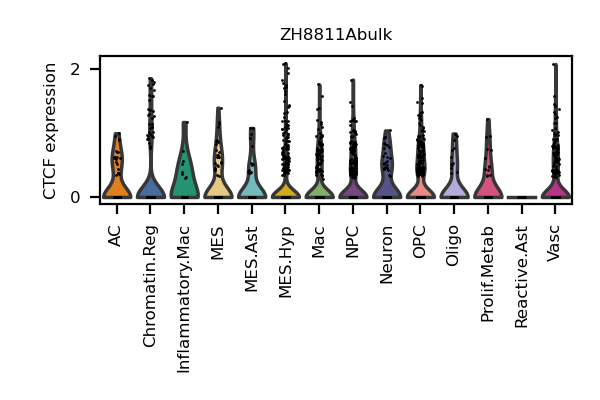 ZH8811Abulk
CTCF expression
2
0
AC
Chromatin.Reg
Inflammatory.Mac
MES
MES.Ast
MES.Hyp
Mac
NPC
Neuron
OPC
Oligo
Prolif.Metab
Reactive.Ast
Vasc